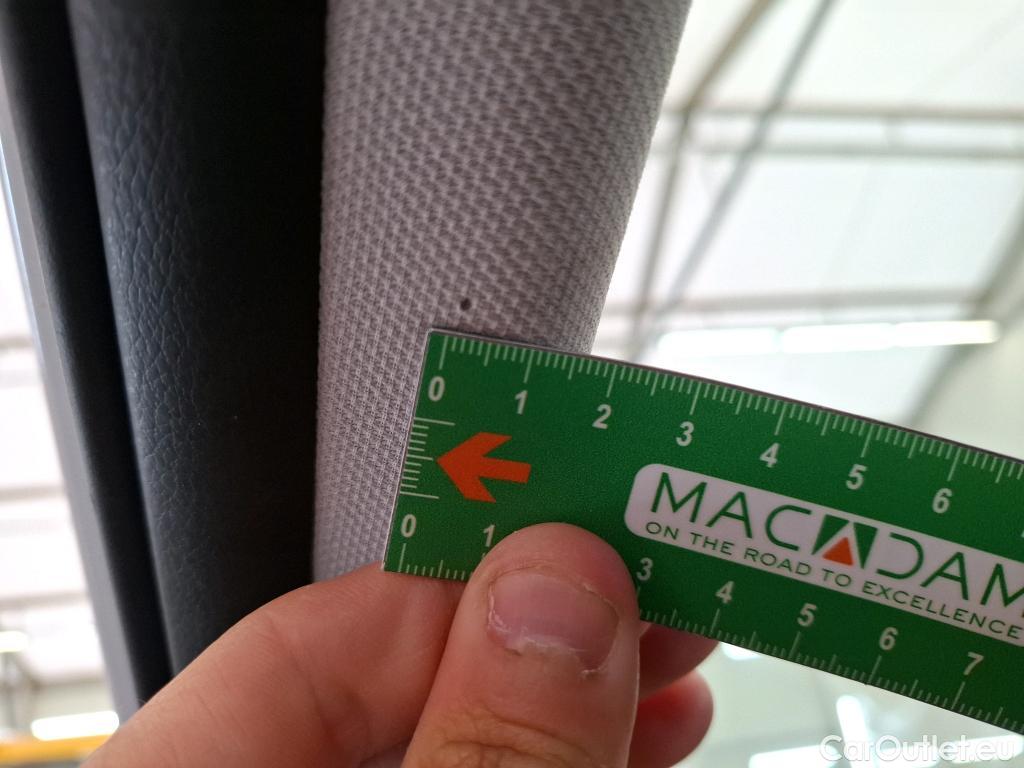 0 1 2 3 4 5 6
MACADAM
ON THE ROAD TO EXCELLENCE
0 1 3 4 5 6 7
CarOutlet.eu